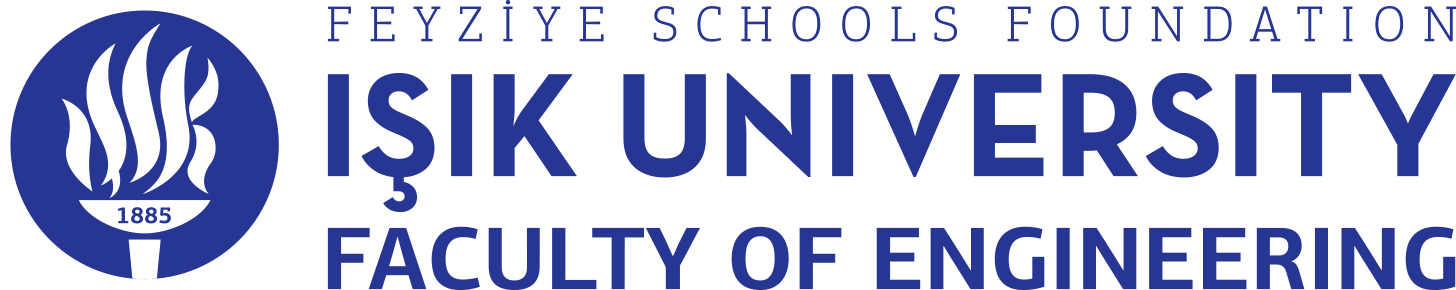 FEYZİYE SCHOOLS FOUNDATION
IŞIK UNIVERSITY
FACULTY OF ENGINEERING
1885